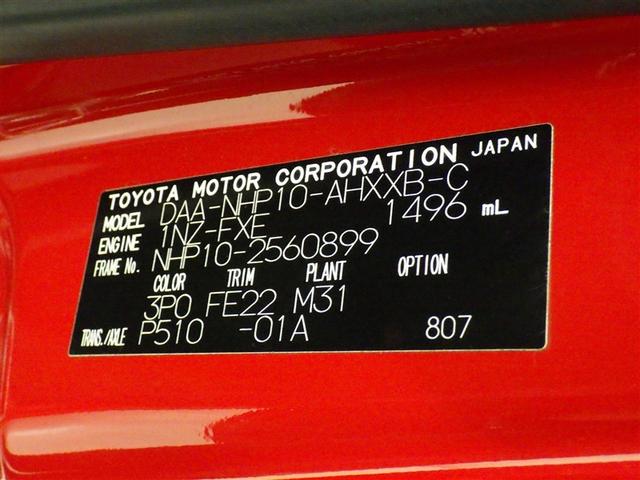 TOYOTA MOTOR CORPORATION JAPAN
MODEL DAA-NHP10-AHXXB-C
ENGINE 1NZ-FXE 1496 mL
FRAME No. NHP10-2560899
COLOR TRIM PLANT OPTION
3P0 FE22 M31
TRANS./AXLE P510 -01A 807